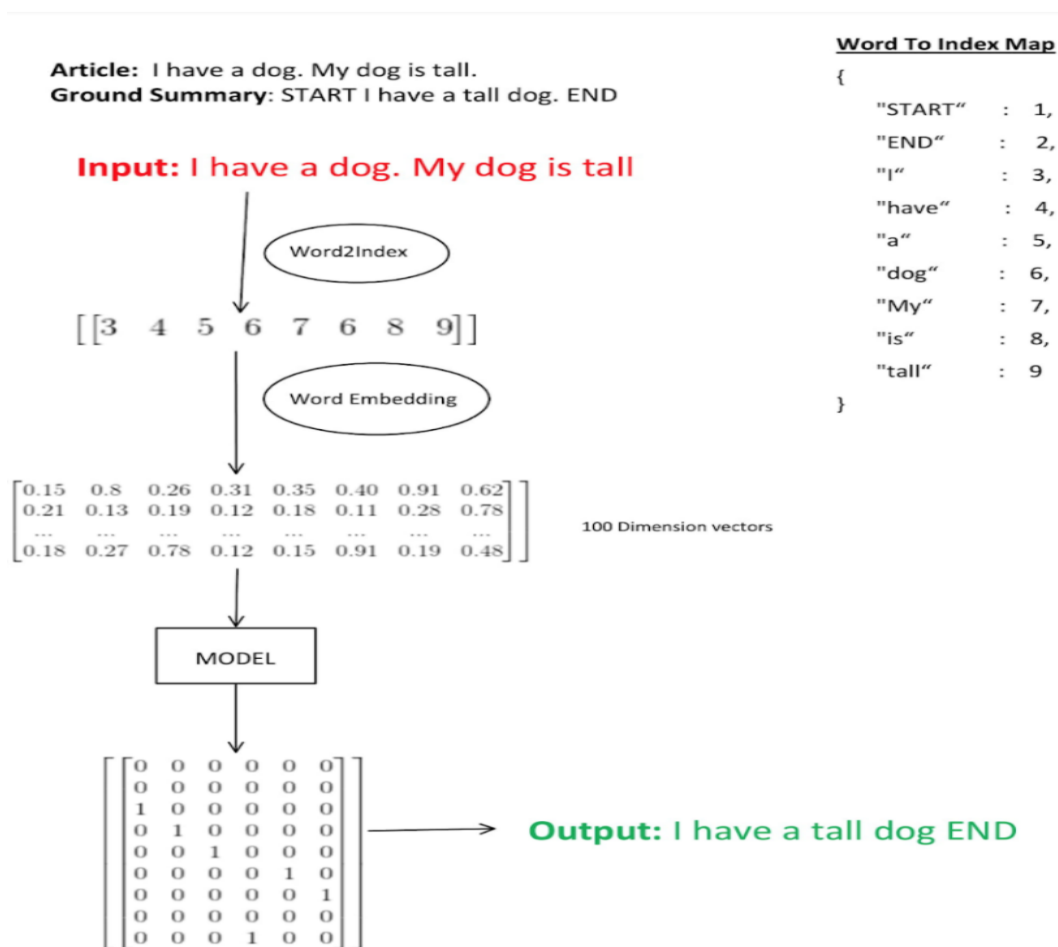 Article: I have a dog. My dog is tall.
Ground Summary: START I have a tall dog. END
Input: I have a dog. My dog is tall
Word2Index
[[3 4 5 6 7 6 8 9]]
Word Embedding
[0.15 0.8 0.26 0.31 0.35 0.40 0.91 0.62]]
0.21 0.13 0.19 0.12 0.18 0.11 0.28 0.78
... ... ... ... ... ... ... ...
0.18 0.27 0.78 0.12 0.15 0.91 0.19 0.48
100 Dimension vectors
MODEL
[[0 0 0 0 0 0]]
0 0 0 0 0 0
1 0 0 0 0 0
0 1 0 0 0 0
0 0 1 0 0 0
0 0 0 0 1 0
0 0 0 0 0 1
0 0 0 0 0 0
0 0 0 1 0 0
Output: I have a tall dog END
Word To Index Map
{
"START“ : 1,
"END“ : 2,
"I“ : 3,
"have“ : 4,
"a“ : 5,
"dog“ : 6,
"My“ : 7,
"is“ : 8,
"tall“ : 9
}